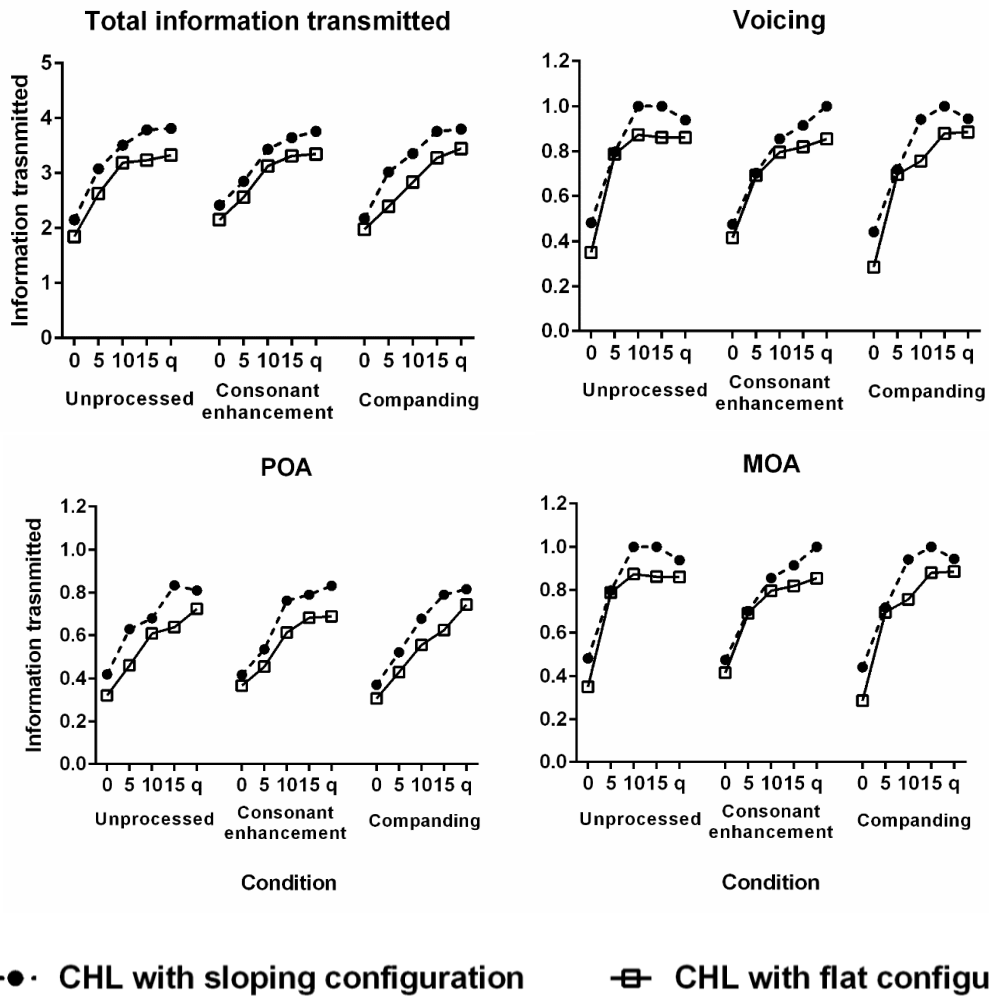 Total information transmitted
Voicing
Information trasnmitted
5
4
3
2
1
0
0 5 1015 q 0 5 1015 q 0 5 1015 q
Unprocessed Consonant enhancement Companding
1.2
1.0
0.8
0.6
0.4
0.2
0.0
0 5 1015 q 0 5 1015 q 0 5 1015 q
Unprocessed Consonant enhancement Companding
POA
MOA
Information trasnmitted
1.2
1.0
0.8
0.6
0.4
0.2
0.0
0 5 1015 q 0 5 1015 q 0 5 1015 q
Unprocessed Consonant enhancement Companding
Condition
1.2
1.0
0.8
0.6
0.4
0.2
0.0
0 5 1015 q 0 5 1015 q 0 5 1015 q
Unprocessed Consonant enhancement Companding
Condition
CHL with sloping configuration CHL with flat configu